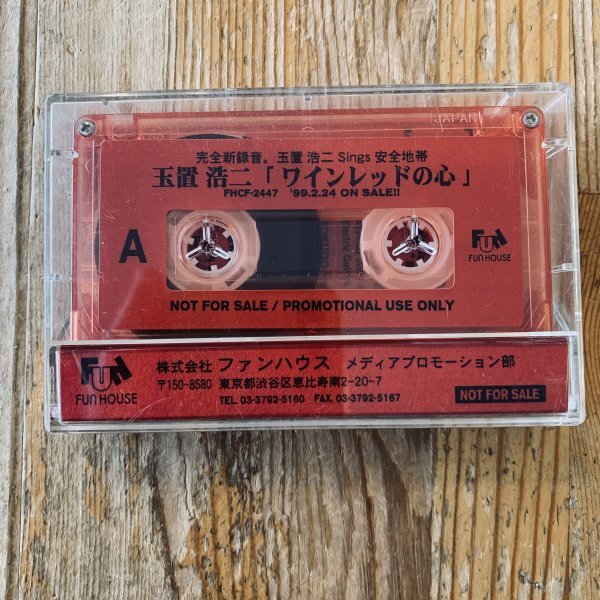 JAPAN
完全新録音。玉置 浩二 Sings 安全地帯
玉置 浩二「ワインレッドの心」
FHCF-2447 '99.2.24 ON SALE!!
A
FUN HOUSE
NOT FOR SALE / PROMOTIONAL USE ONLY
FUN HOUSE
株式会社 ファンハウス メディアプロモーション部
〒150-8580 東京都渋谷区恵比寿南2-20-7
TEL. 03-3792-5160 FAX. 03-3792-5167
NOT FOR SALE